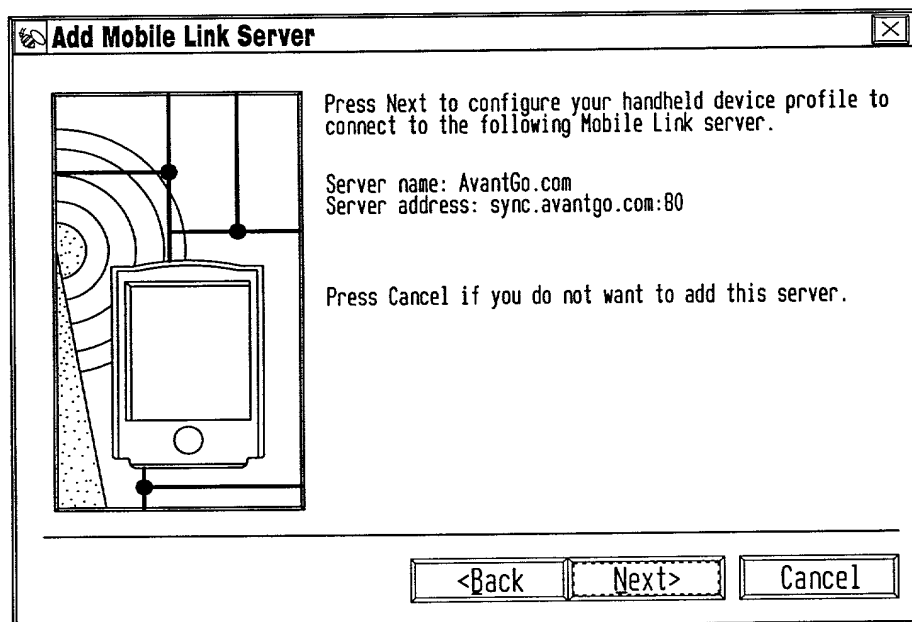 Add Mobile Link Server
Press Next to configure your handheld device profile to
connect to the following Mobile Link server.
Server name: AvantGo.com
Server address: sync.avantgo.com:80
Press Cancel if you do not want to add this server.
<Back
Next>
Cancel